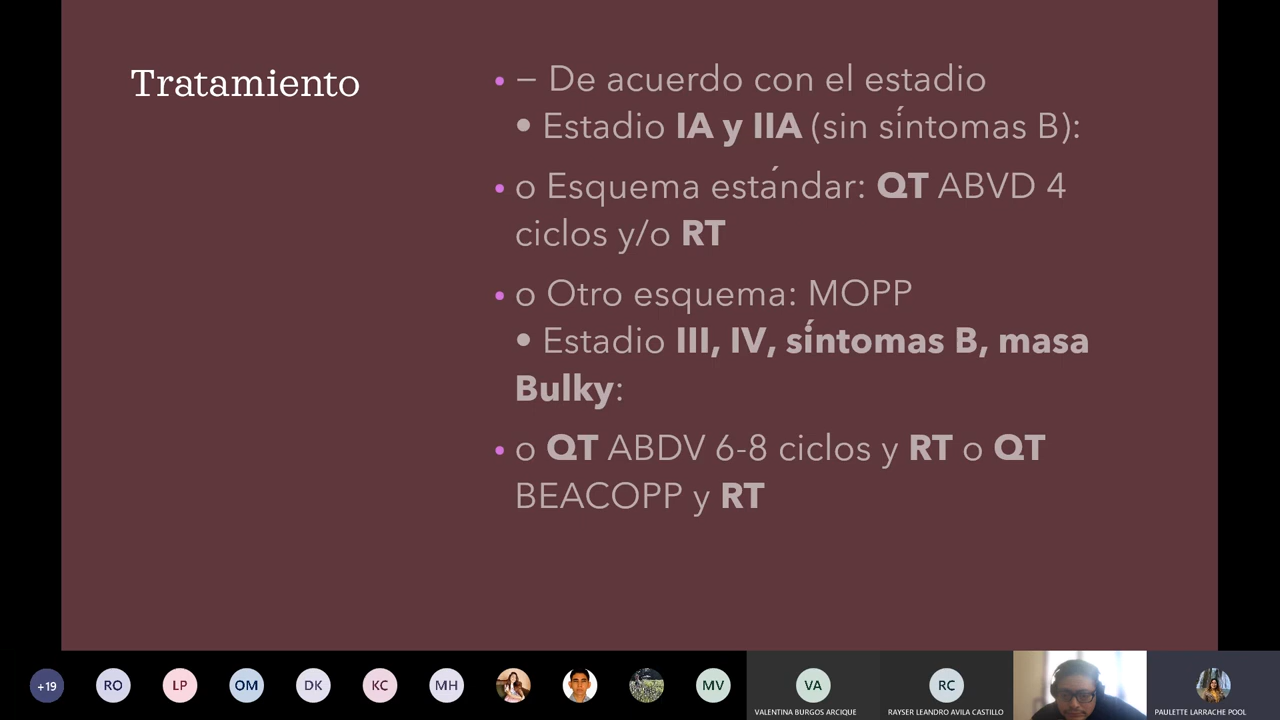 Tratamiento
• – De acuerdo con el estadio
• Estadio IA y IIA (sin síntomas B):
• o Esquema estándar: QT ABVD 4
ciclos y/o RT
• o Otro esquema: MOPP
• Estadio III, IV, síntomas B, masa
Bulky:
• o QT ABDV 6-8 ciclos y RT o QT
BEACOPP y RT
+19 RO LP OM DK KC MH MV VA RC
VALENTINA BURGOS ARCIQUE RAYSER LEANDRO AVILA CASTILLO PAULETTE LARRACHE POOL